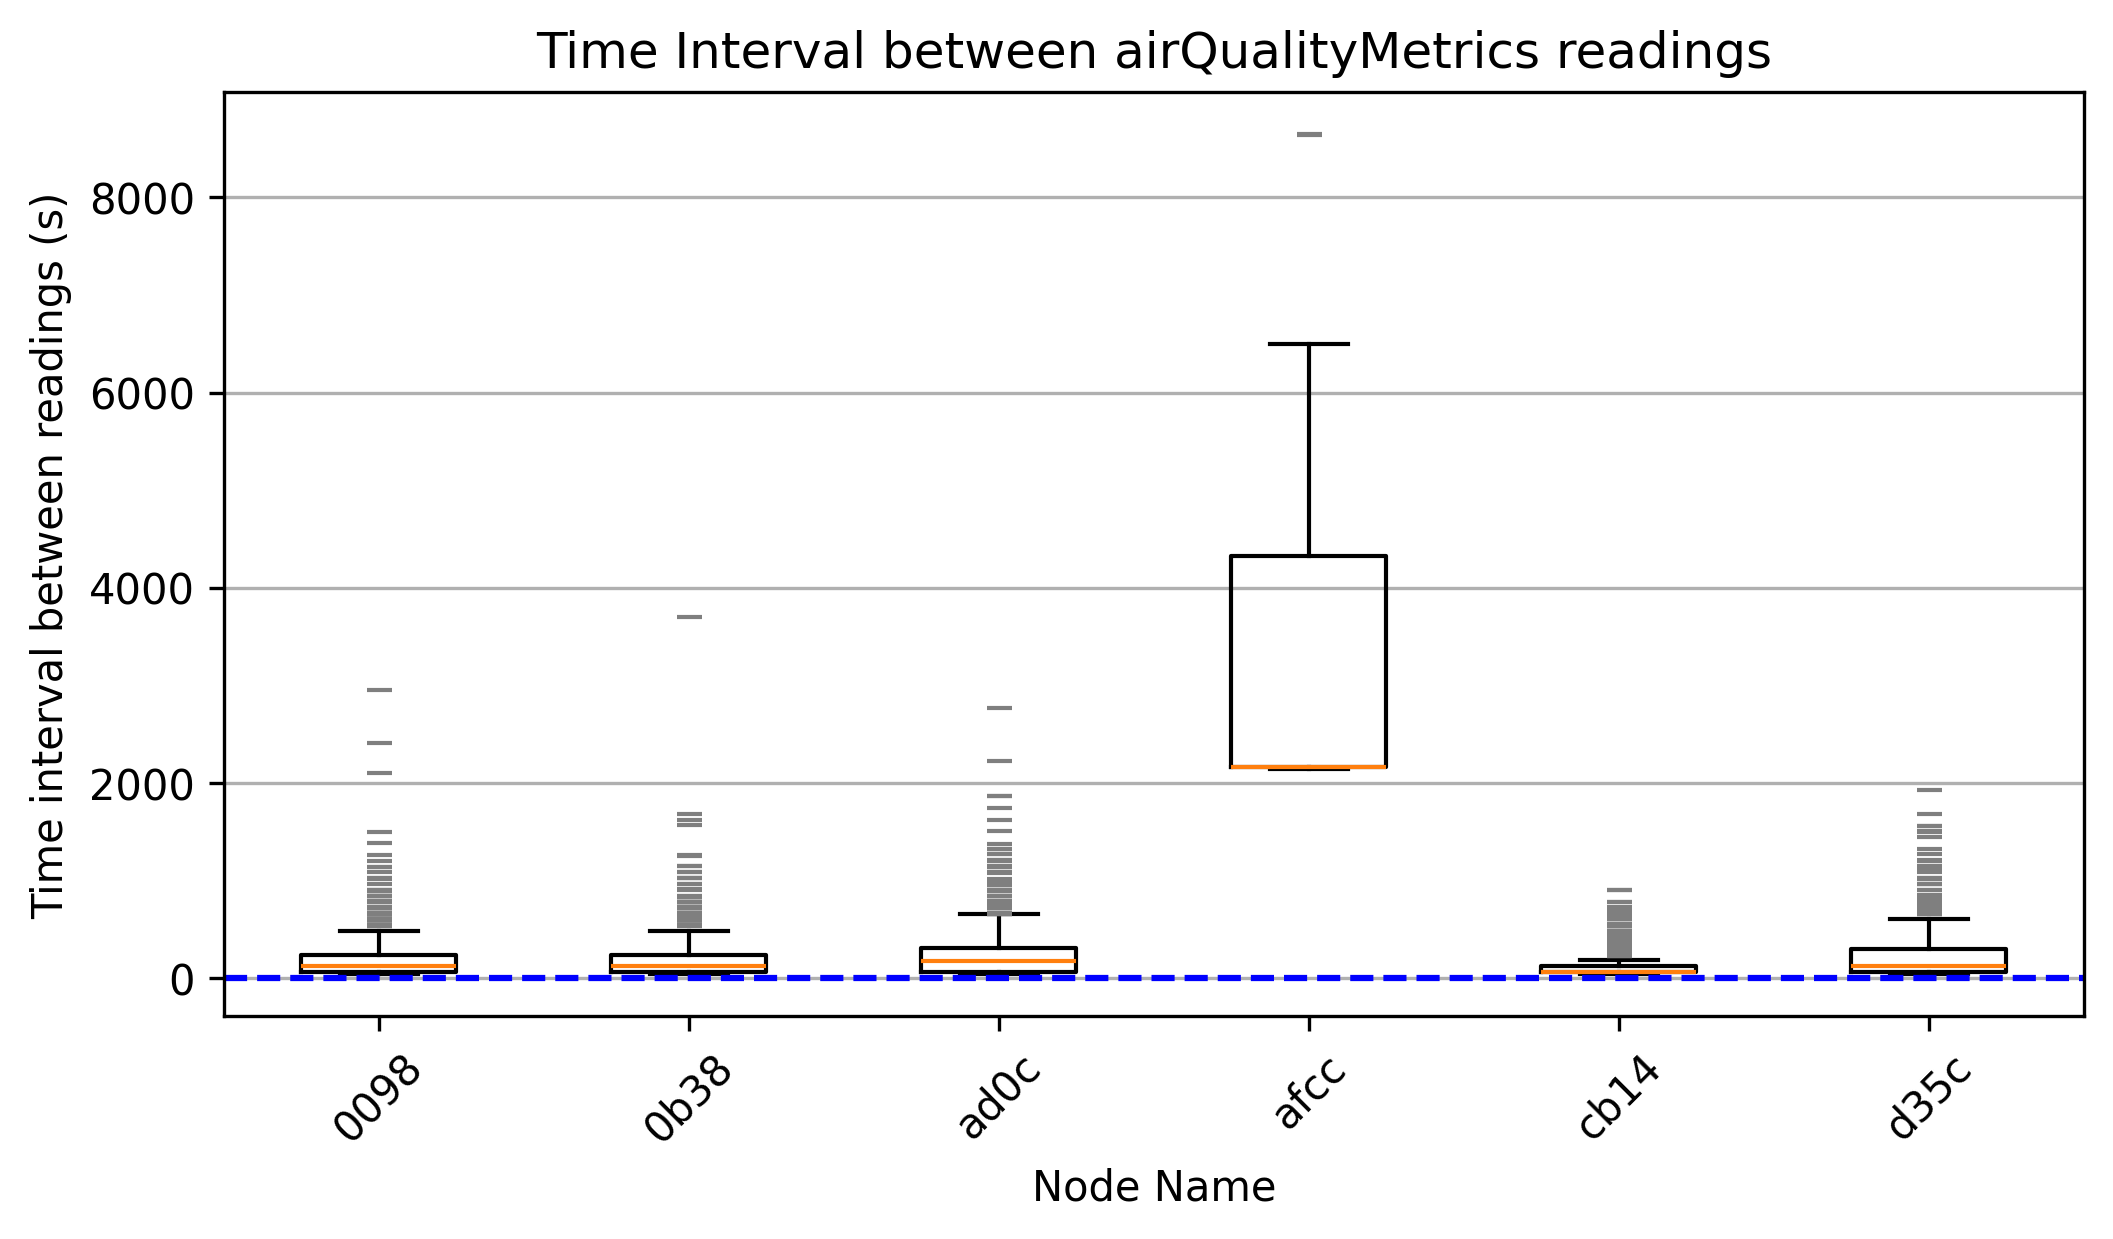 Time Interval between airQualityMetrics readings
Time interval between readings (s)
8000
6000
4000
2000
0
0098
0b38
ad0c
afcc
cb14
d35c
Node Name